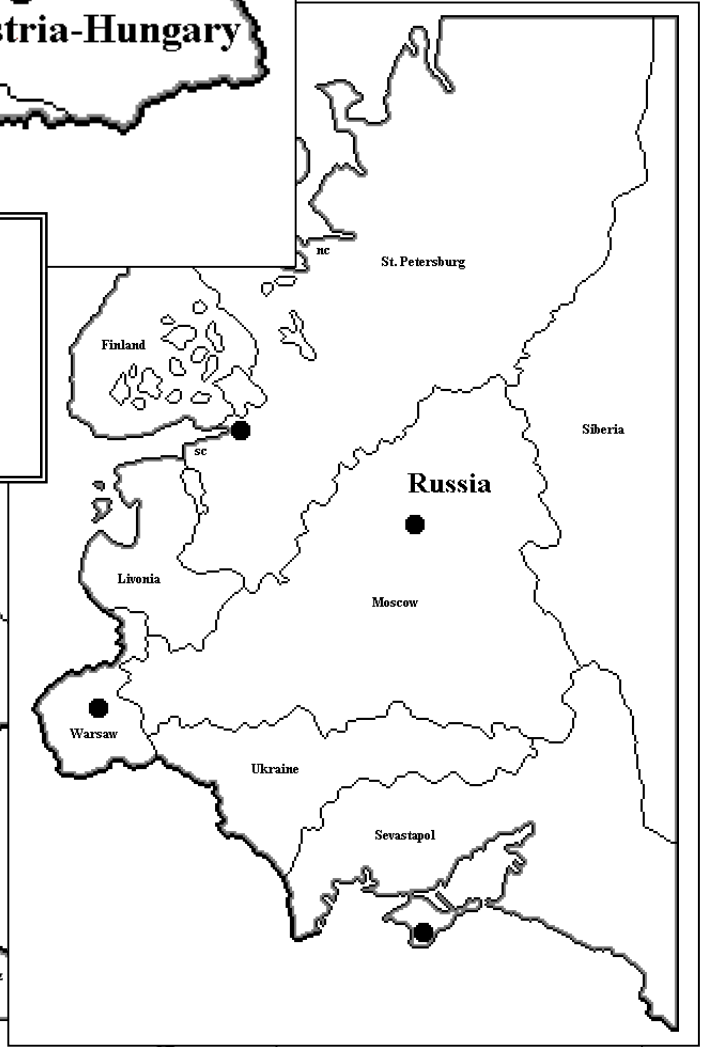 stria-Hungary
nc
St. Petersburg
Finland
Siberia
sc
Russia
Livonia
Moscow
Warsaw
Ukraine
Sevastapol